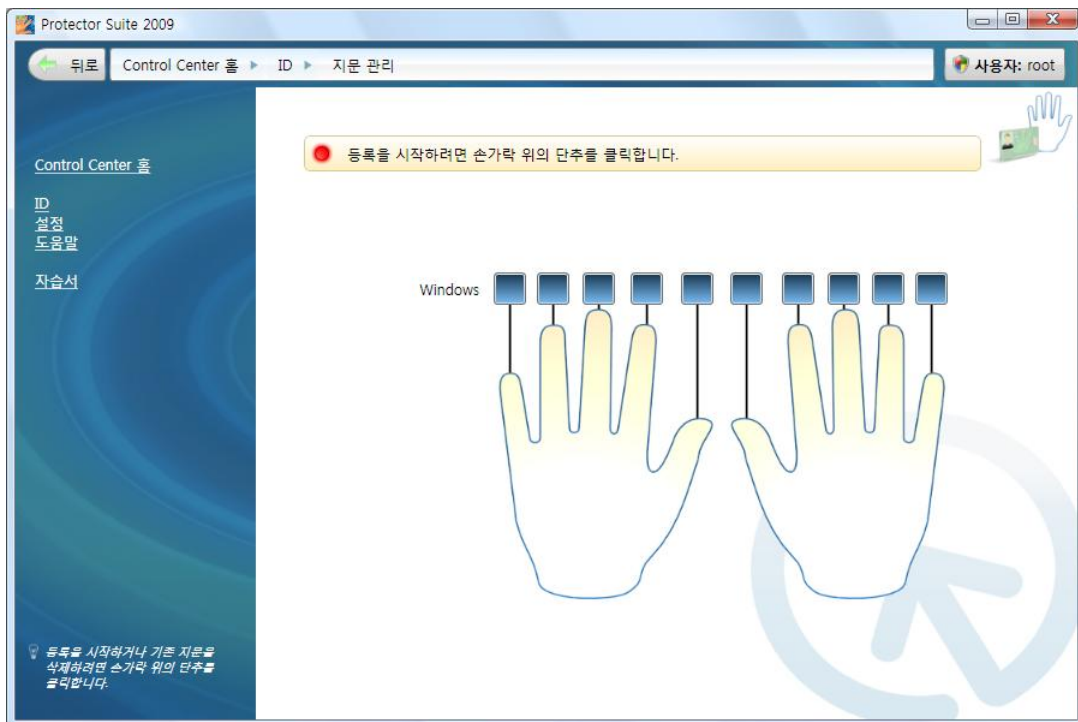 Protector Suite 2009
뒤로 Control Center 홈 ID 지문 관리 사용자: root
등록을 시작하려면 손가락 위의 단추를 클릭합니다.
Control Center 홈
ID
설정
도움말
자습서
Windows
등록을 시작하거나 기존 지문을
삭제하려면 손가락 위의 단추를
클릭합니다.